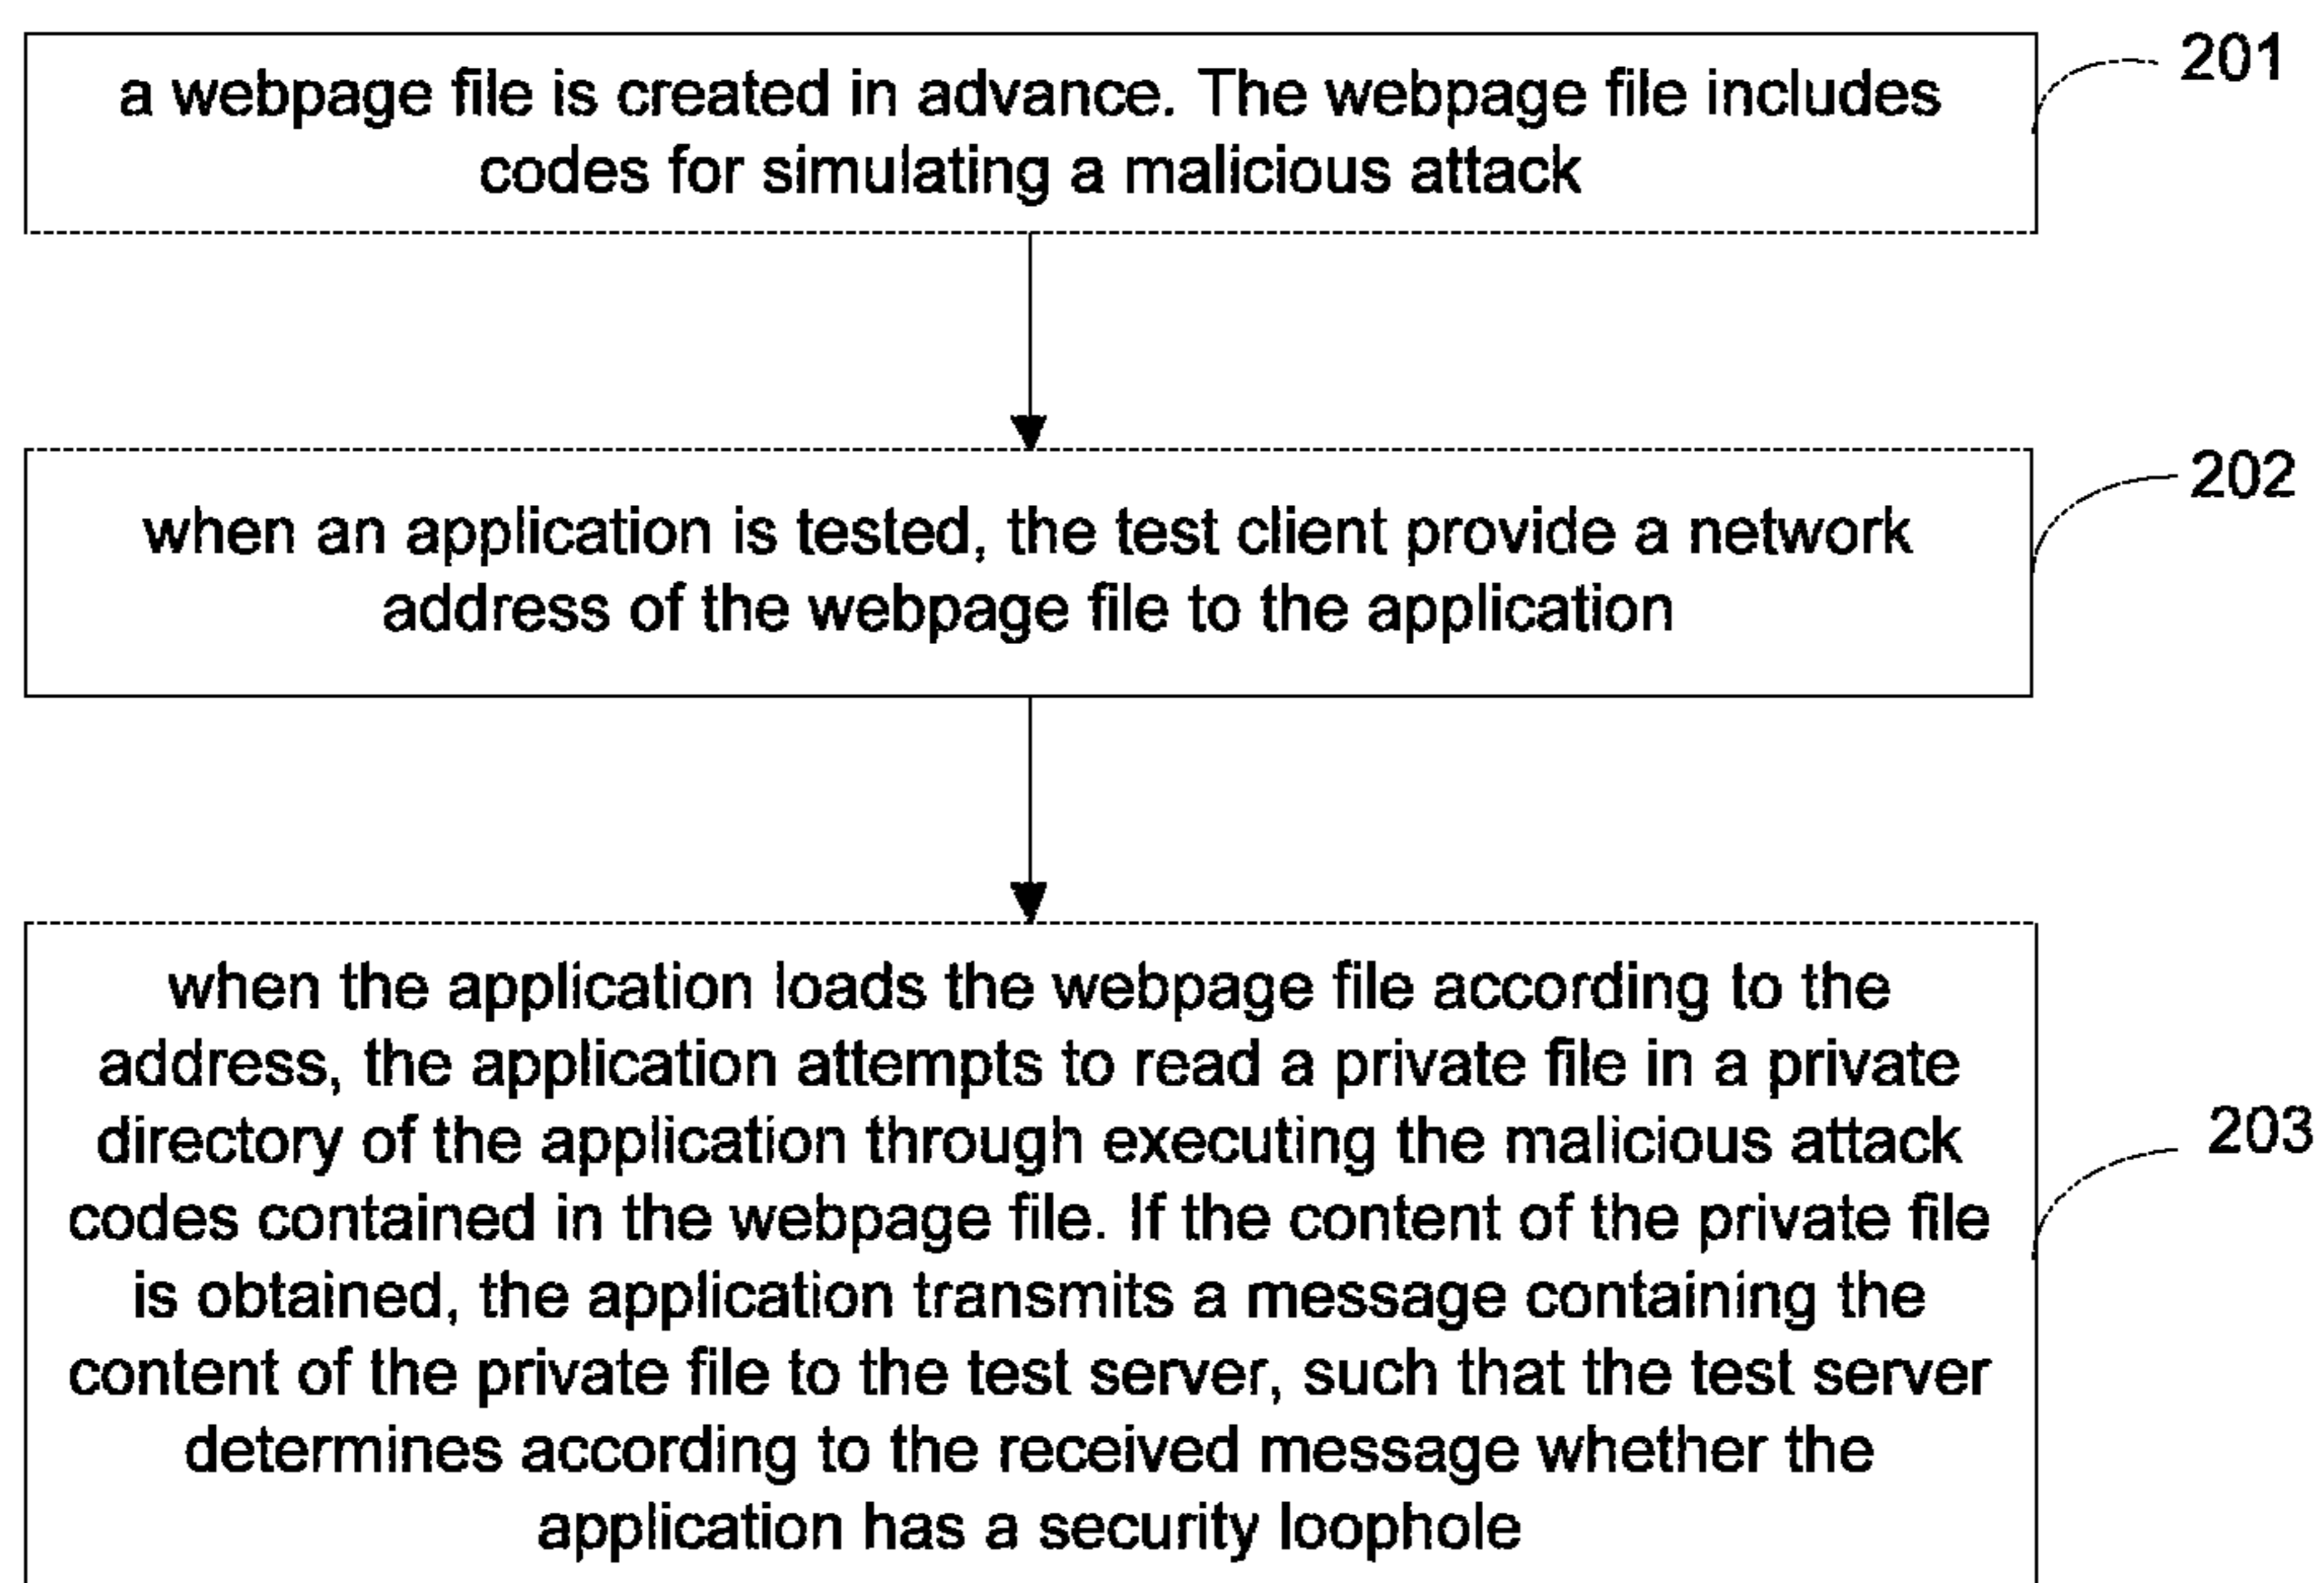 a webpage file is created in advance. The webpage file includes
codes for simulating a malicious attack
201
when an application is tested, the test client provide a network
address of the webpage file to the application
202
when the application loads the webpage file according to the
address, the application attempts to read a private file in a private
directory of the application through executing the malicious attack
codes contained in the webpage file. If the content of the private file
is obtained, the application transmits a message containing the
content of the private file to the test server, such that the test server
determines according to the received message whether the
application has a security loophole
203